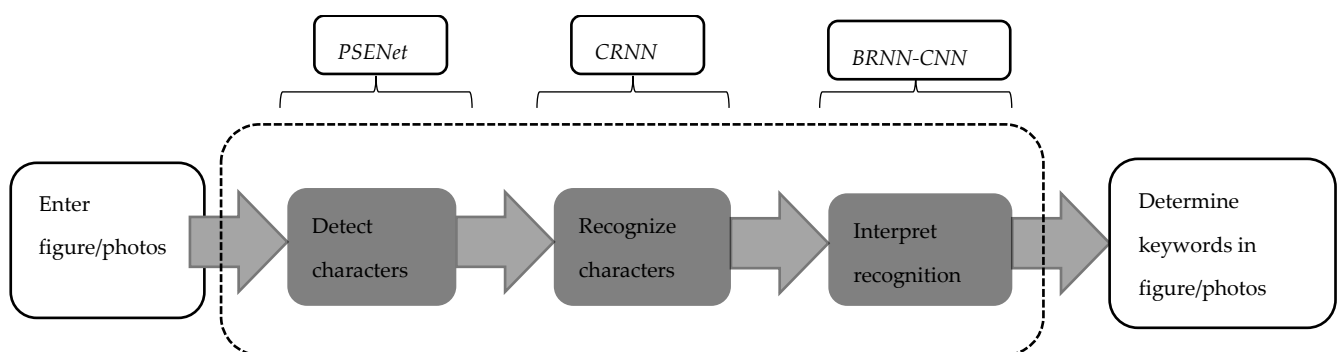 PSENet
CRNN
BRNN-CNN
Enter
figure/photos
Detect
characters
Recognize
characters
Interpret
recognition
Determine
keywords in
figure/photos